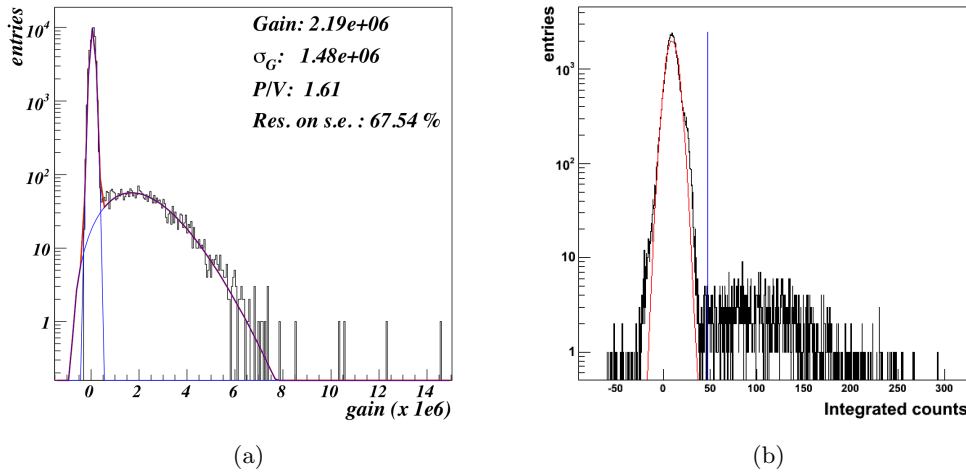 entries
10^4
10^3
10^2
10
1
Gain: 2.19e+06
σ_G: 1.48e+06
P/V: 1.61
Res. on s.e. : 67.54 %
0 2 4 6 8 10 12 14
gain (x 1e6)
(a)
entries
10^3
10^2
10
1
-50 0 50 100 150 200 250 300
Integrated counts
(b)